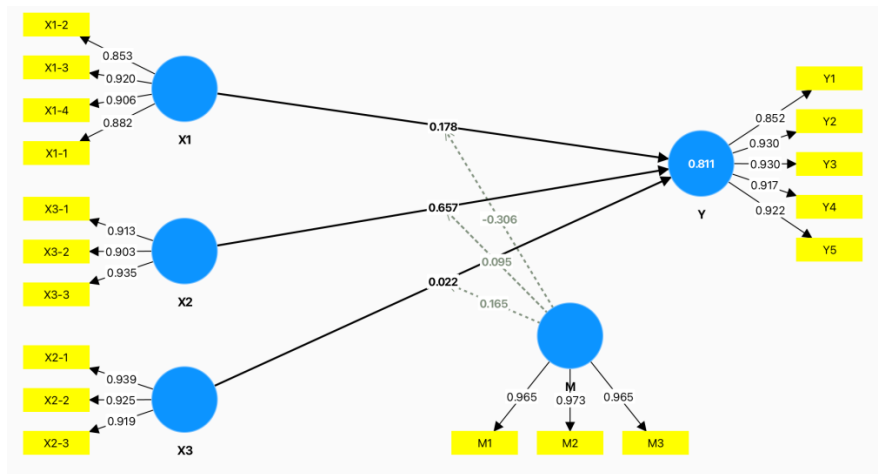 X1-2
X1-3
X1-4
X1-1
0.853
0.920
0.906
0.882
X1
X3-1
X3-2
X3-3
0.913
0.903
0.935
X2
X2-1
X2-2
X2-3
0.939
0.925
0.919
X3
0.178
0.657
0.022
-0.306
0.095
0.165
0.811
Y
0.852
0.930
0.930
0.917
0.922
Y1
Y2
Y3
Y4
Y5
M
0.965
0.973
0.965
M1
M2
M3